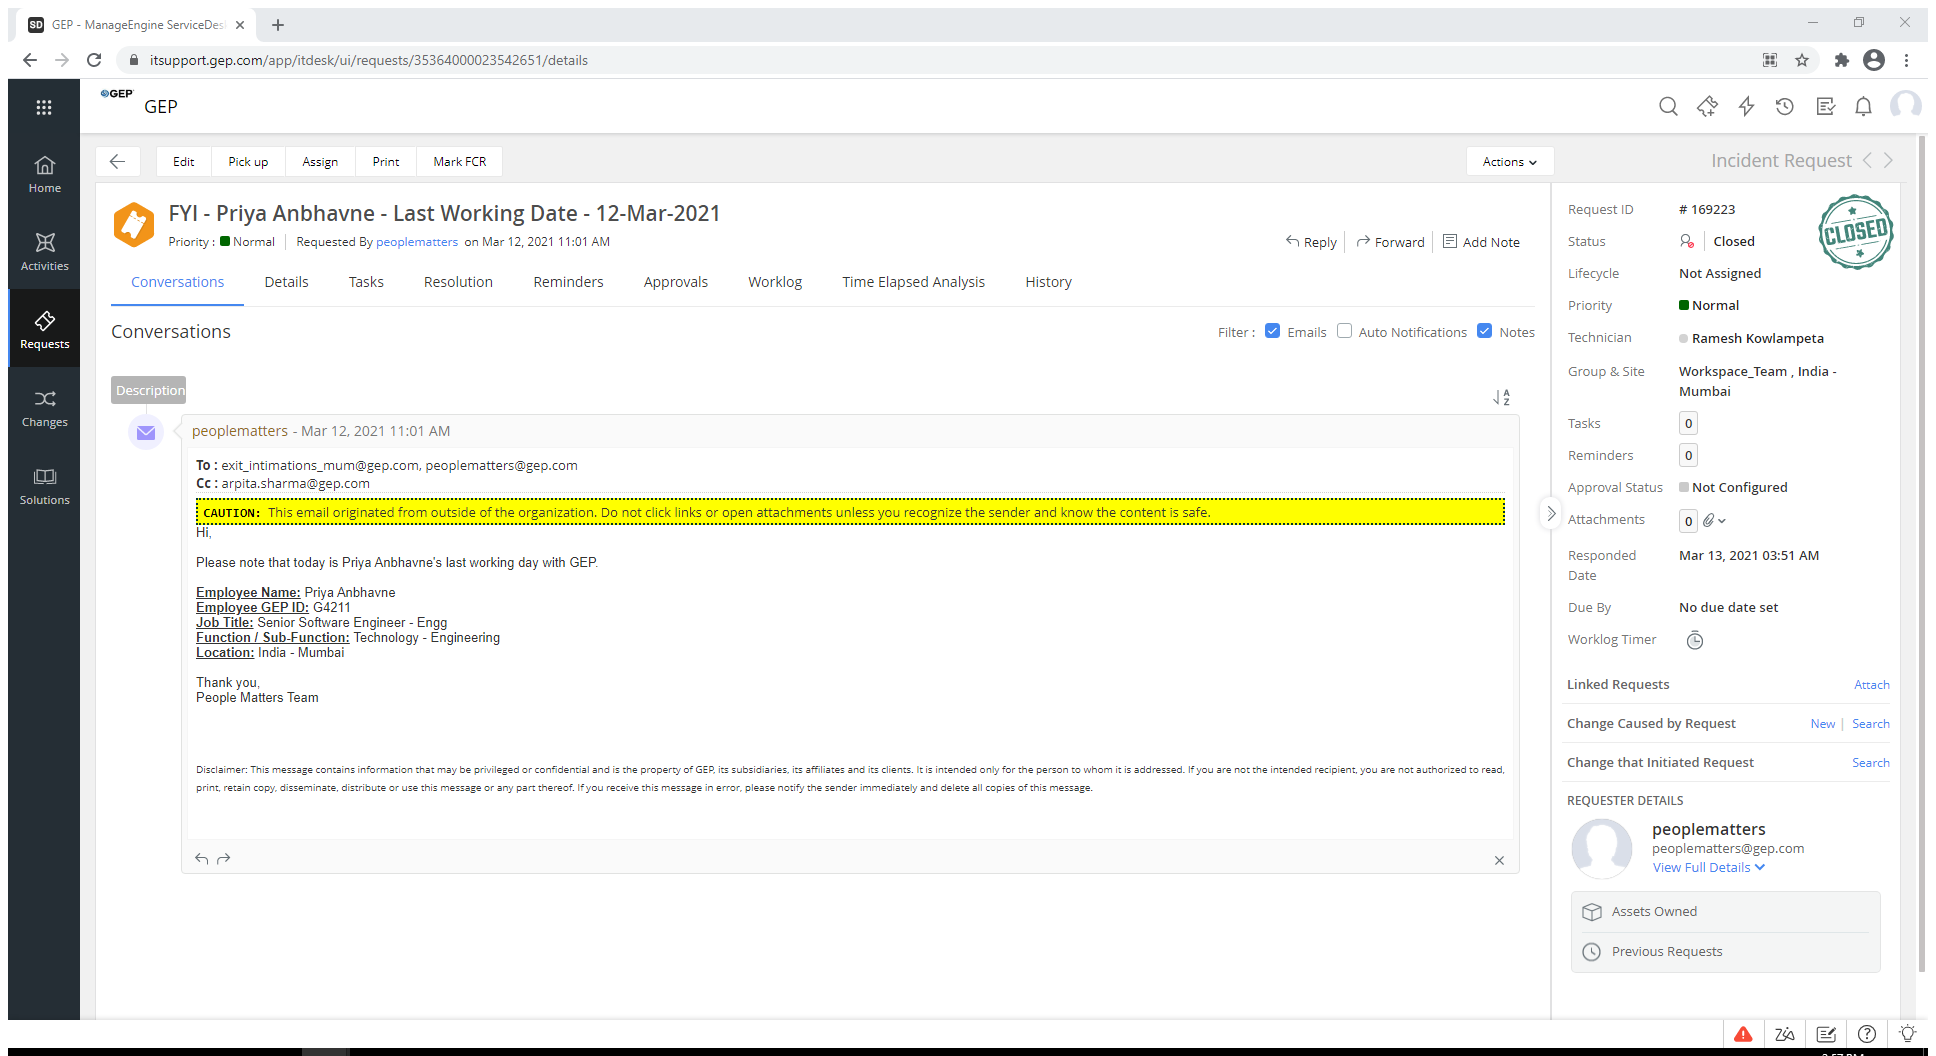 GEP - ManageEngine ServiceDes
itsupport.gep.com/app/itdesk/ui/requests/35364000023542651/details
GEP
GEP
Home
Activities
Requests
Changes
Solutions
Edit
Pick up
Assign
Print
Mark FCR
Actions
Incident Request
FYI - Priya Anbhavne - Last Working Date - 12-Mar-2021
Priority : Normal Requested By peoplematters on Mar 12, 2021 11:01 AM
Reply
Forward
Add Note
Conversations
Details
Tasks
Resolution
Reminders
Approvals
Worklog
Time Elapsed Analysis
History
Conversations
Filter : Emails Auto Notifications Notes
Description
peoplematters - Mar 12, 2021 11:01 AM
To : exit_intimations_mum@gep.com, peoplematters@gep.com
Cc : arpita.sharma@gep.com
CAUTION: This email originated from outside of the organization. Do not click links or open attachments unless you recognize the sender and know the content is safe.
Hi,
Please note that today is Priya Anbhavne's last working day with GEP.
Employee Name: Priya Anbhavne
Employee GEP ID: G4211
Job Title: Senior Software Engineer - Engg
Function / Sub-Function: Technology - Engineering
Location: India - Mumbai
Thank you,
People Matters Team
Disclaimer: This message contains information that may be privileged or confidential and is the property of GEP, its subsidiaries, its affiliates and its clients. It is intended only for the person to whom it is addressed. If you are not the intended recipient, you are not authorized to read,
print, retain copy, disseminate, distribute or use this message or any part thereof. If you receive this message in error, please notify the sender immediately and delete all copies of this message.
Request ID # 169223
CLOSED
Status Closed
Lifecycle Not Assigned
Priority Normal
Technician Ramesh Kowlampeta
Group & Site Workspace_Team , India -
Mumbai
Tasks 0
Reminders 0
Approval Status Not Configured
Attachments 0
Responded Mar 13, 2021 03:51 AM
Date
Due By No due date set
Worklog Timer
Linked Requests Attach
Change Caused by Request New | Search
Change that Initiated Request Search
REQUESTER DETAILS
peoplematters
peoplematters@gep.com
View Full Details
Assets Owned
Previous Requests